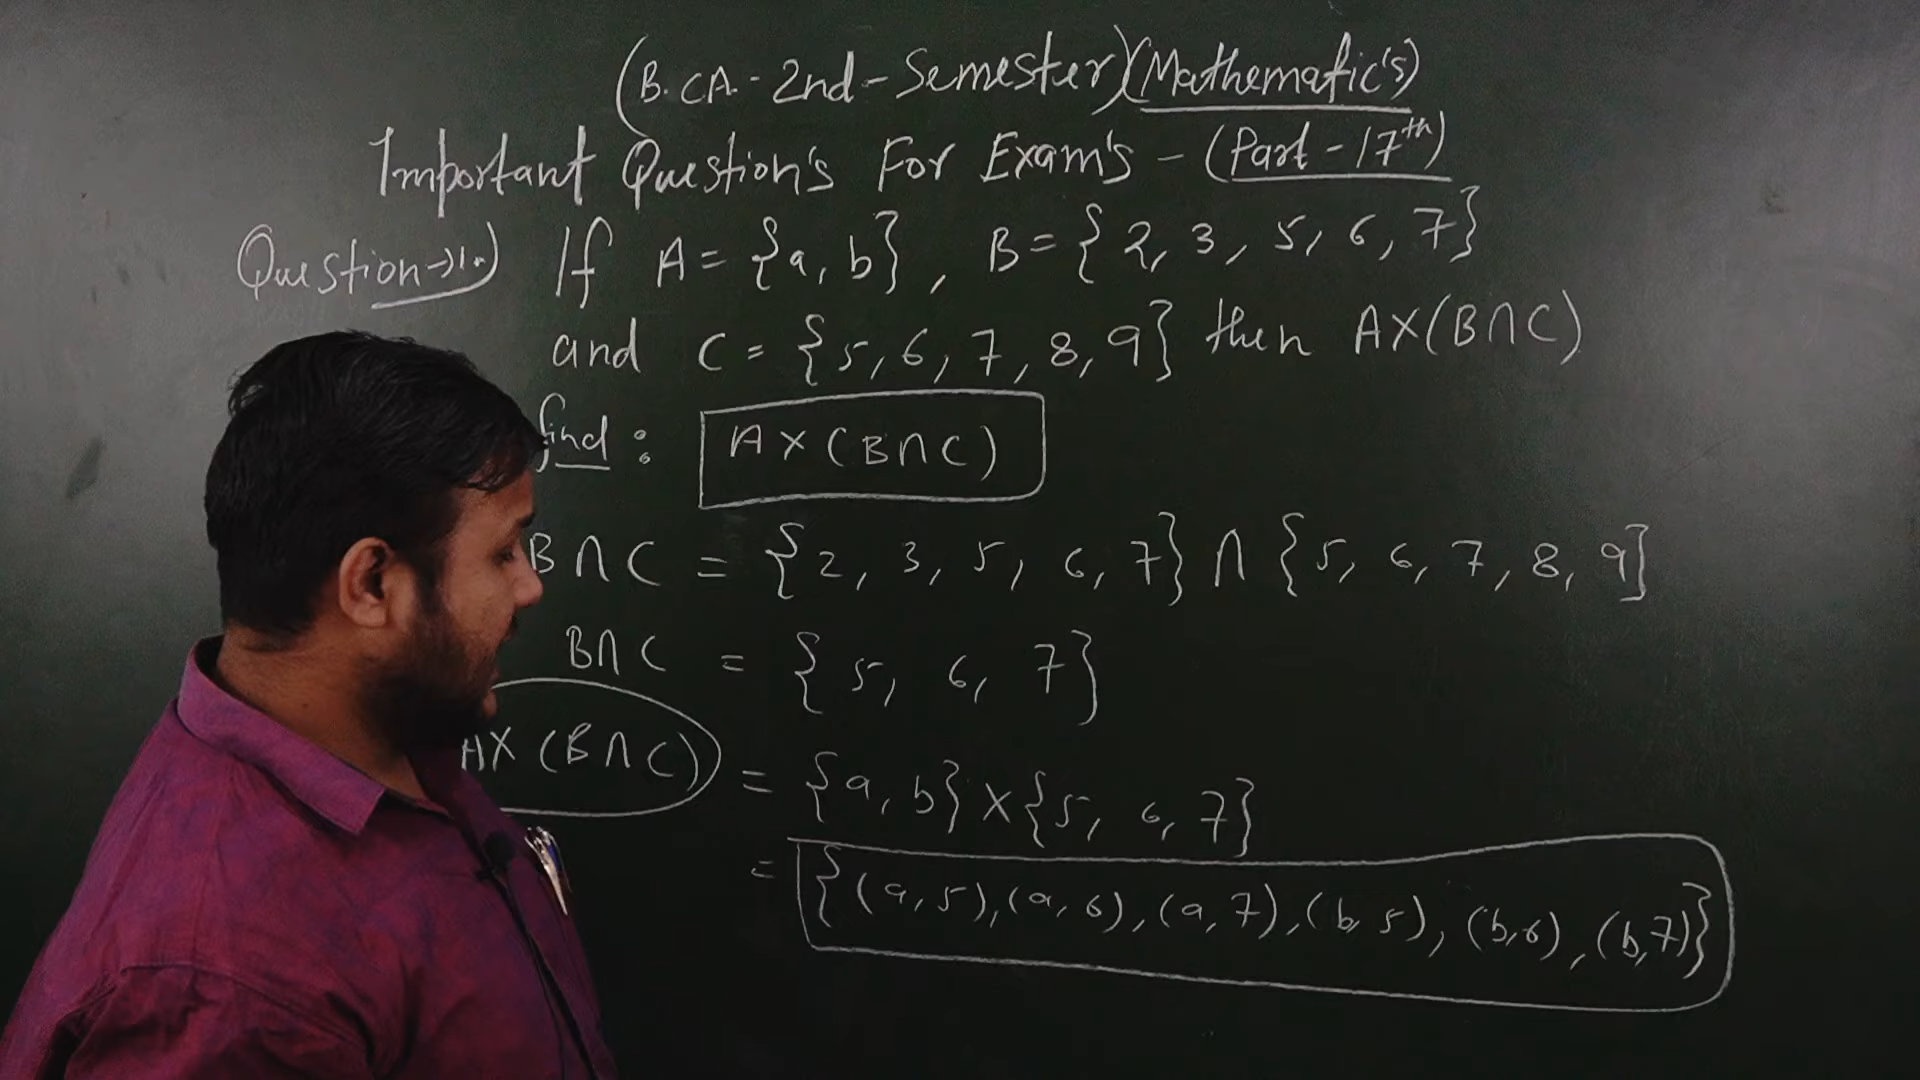 (B.CA.-2nd-Semester)(Mathematic's)
Important Question's For Exam's - (Part-17th)
Question→1.) If A = {a, b}, B = {2, 3, 5, 6, 7}
and C = {5, 6, 7, 8, 9} then A×(B∩C)
find : A×(B∩C)
B∩C = {2, 3, 5, 6, 7} ∩ {5, 6, 7, 8, 9}
B∩C = {5, 6, 7}
A×(B∩C) = {a, b}×{5, 6, 7}
= {(a,5),(a,6),(a,7),(b,5),(b,6),(b,7)}